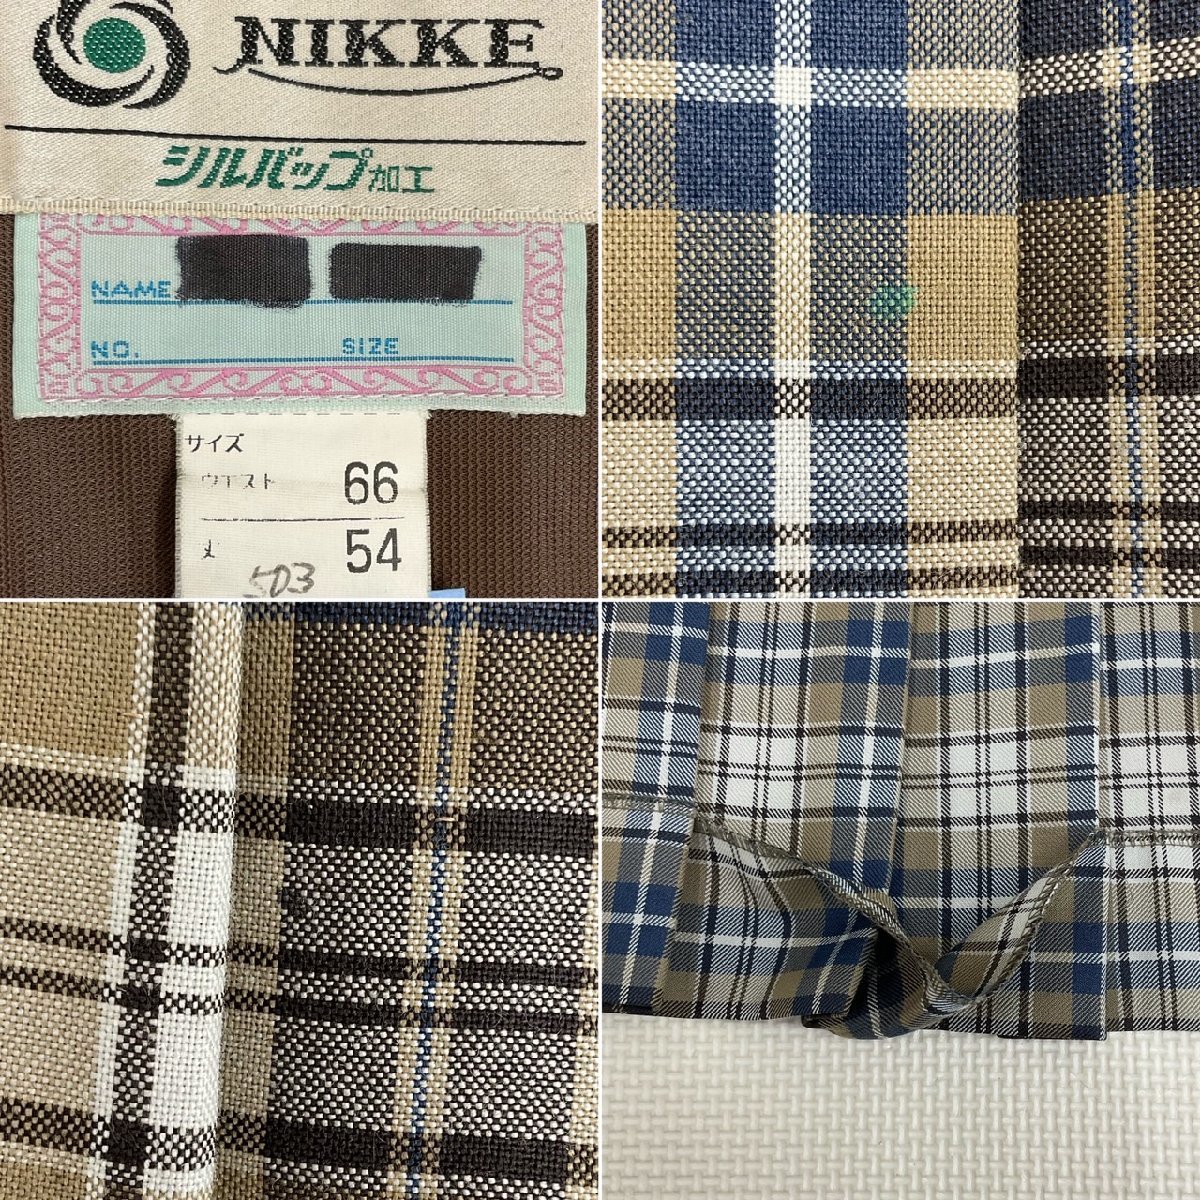 NIKKE
シルバップ加工
NAME
NO. SIZE
サイズ
ウエスト 66
丈 54
503